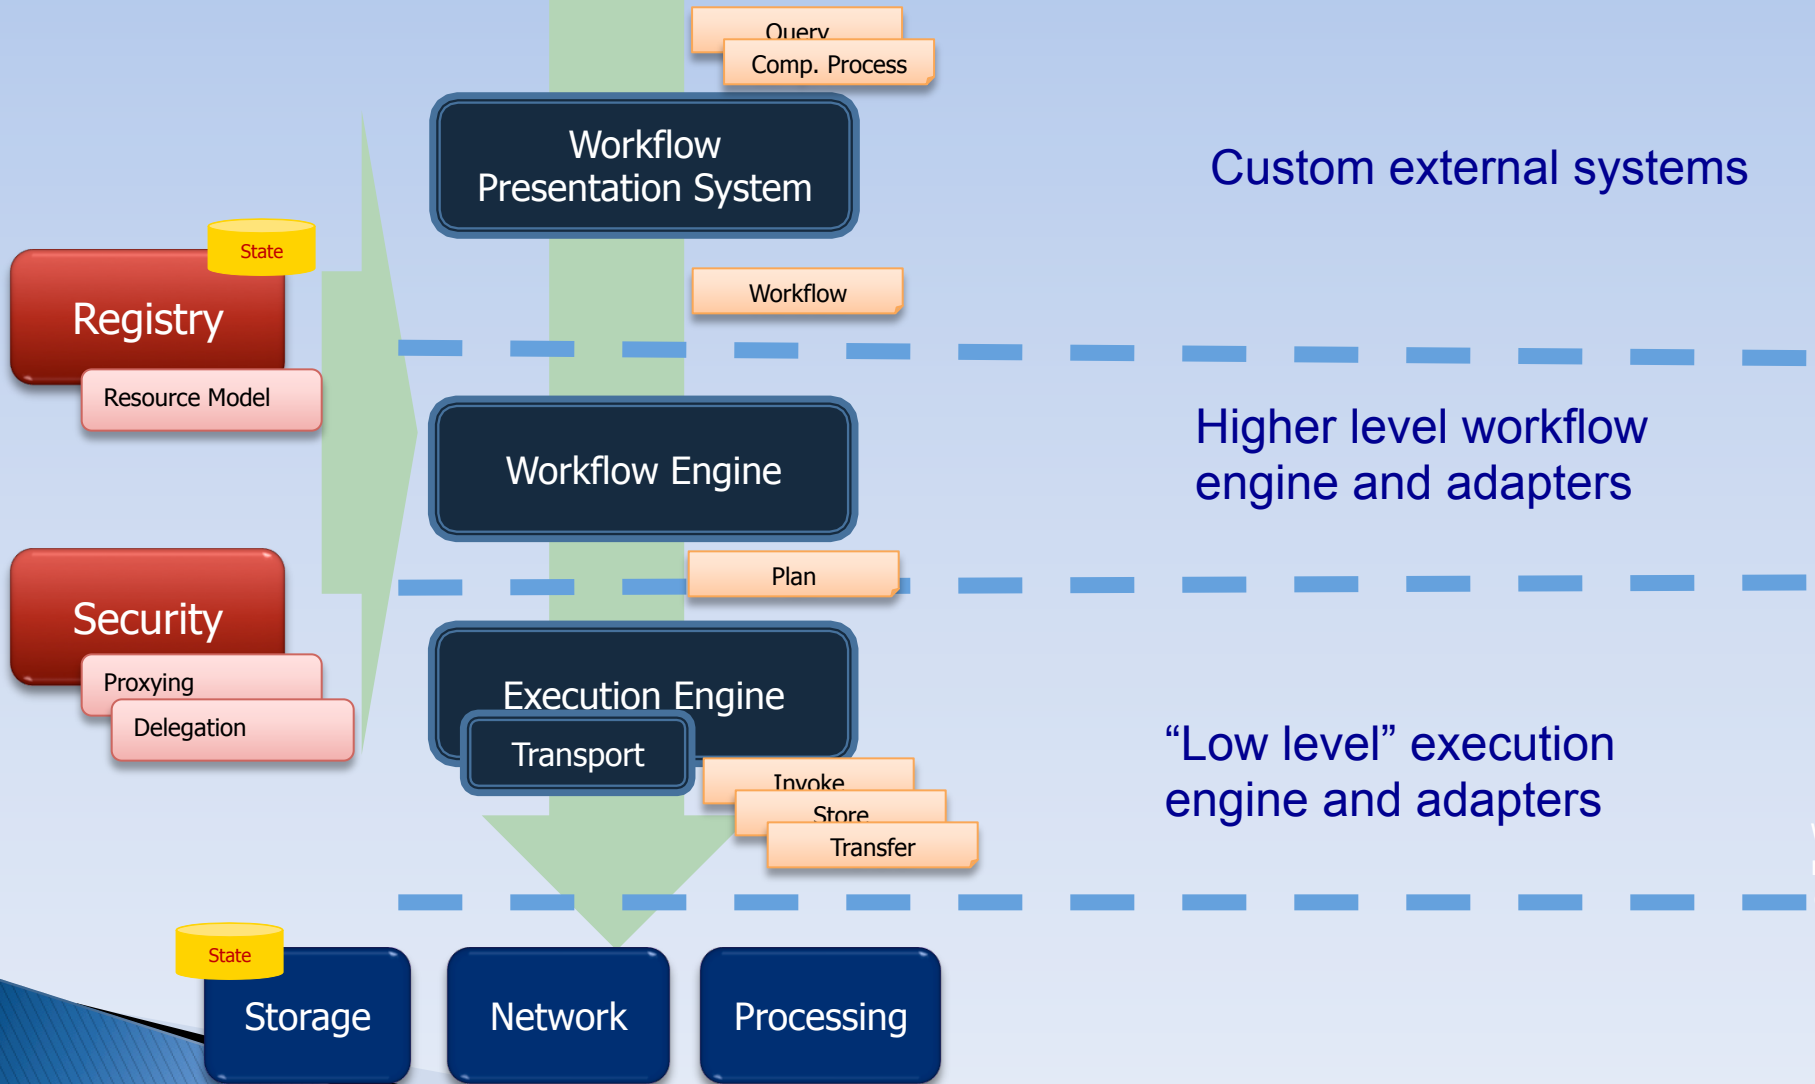 Query
Comp. Process
Workflow
Presentation System
Custom external systems
State
Registry
Resource Model
Workflow
Workflow Engine
Higher level workflow
engine and adapters
Plan
Security
Proxying
Delegation
Execution Engine
Transport
Invoke
Store
Transfer
“Low level” execution
engine and adapters
State
Storage
Network
Processing